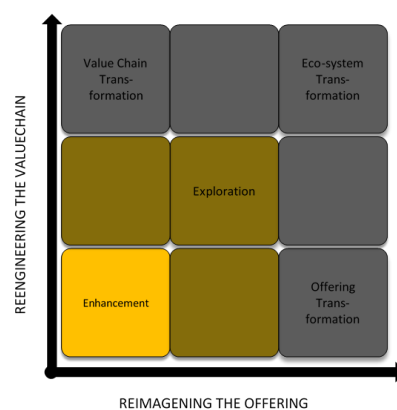 REENGINEERING THE VALUECHAIN
Value Chain
Trans-
formation
Eco-system
Trans-
formation
Exploration
Enhancement
Offering
Trans-
formation
REIMAGENING THE OFFERING